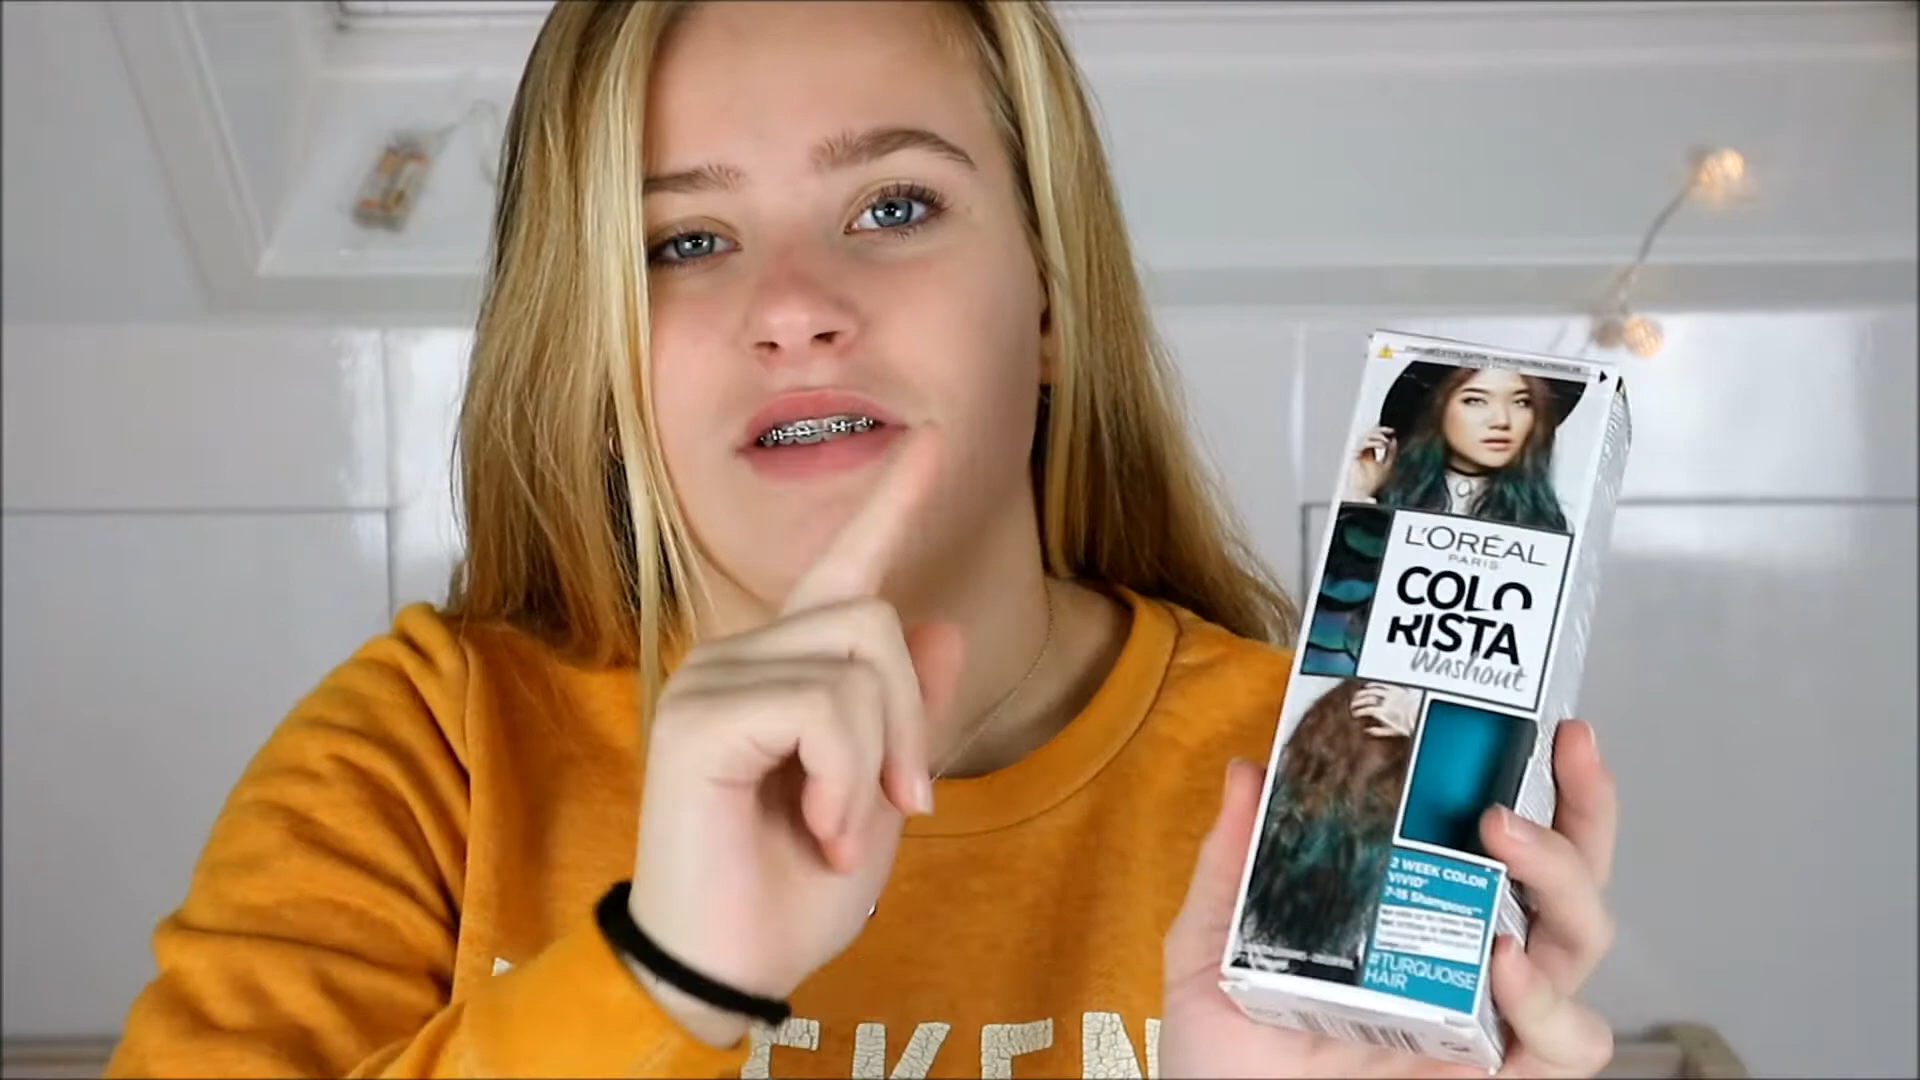 L'ORÉAL
PARIS
COLO
RISTA
Washout
2 WEEK COLOR
VIVID*
7-15 Shampoos**
#TURQUOISE
HAIR
EKEN